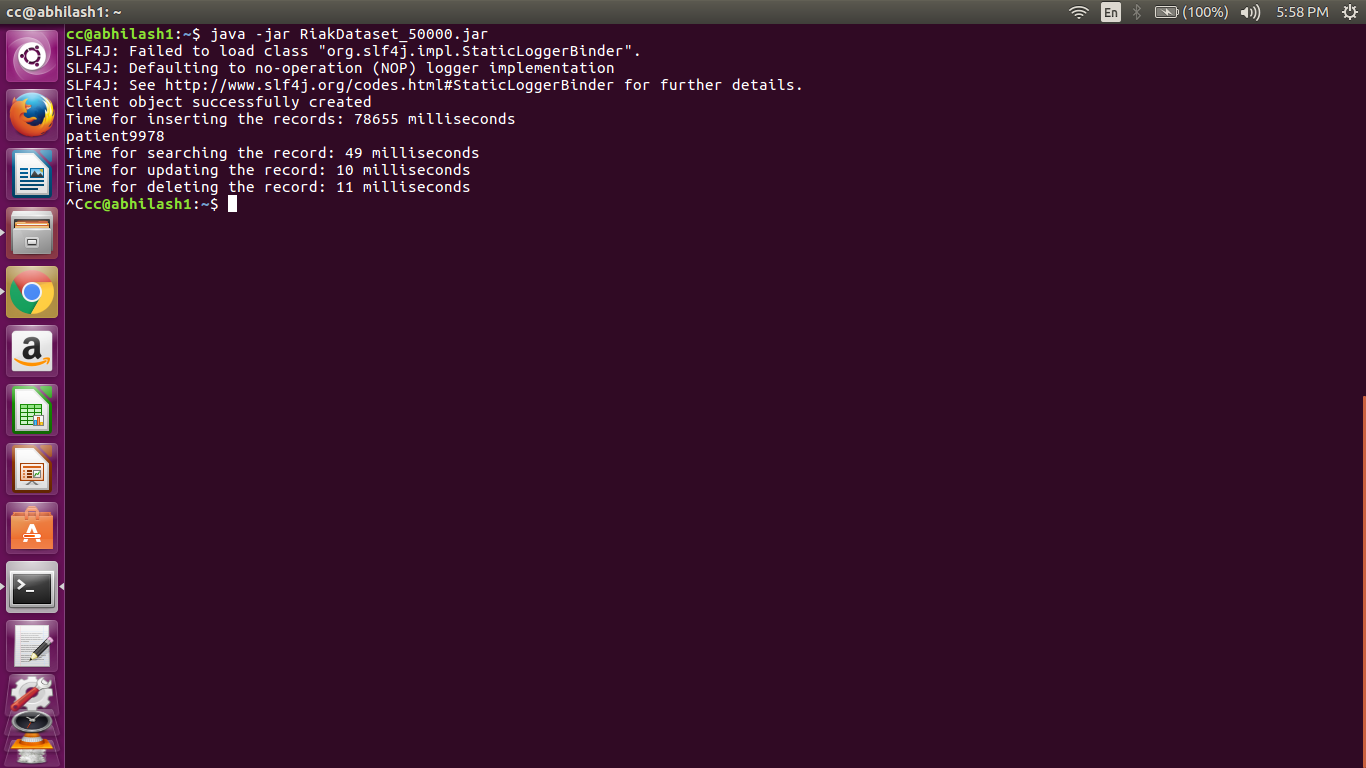 cc@abhilash1: ~
En
(100%)
5:58 PM
cc@abhilash1:~$ java -jar RiakDataset_50000.jar
SLF4J: Failed to load class "org.slf4j.impl.StaticLoggerBinder".
SLF4J: Defaulting to no-operation (NOP) logger implementation
SLF4J: See http://www.slf4j.org/codes.html#StaticLoggerBinder for further details.
Client object successfully created
Time for inserting the records: 78655 milliseconds
patient9978
Time for searching the record: 49 milliseconds
Time for updating the record: 10 milliseconds
Time for deleting the record: 11 milliseconds
^Ccc@abhilash1:~$